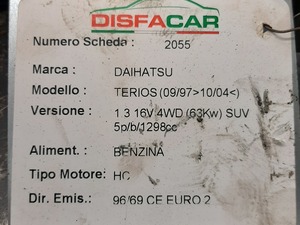 DISFACAR
Numero Scheda : 2055
Marca : DAIHATSU
Modello : TERIOS (09/97>10/04<)
Versione : 1 3 16V 4WD (63Kw) SUV
5p/b/1298cc
Aliment. : BENZINA
Tipo Motore: HC
Dir. Emis.: 96/69 CE EURO 2